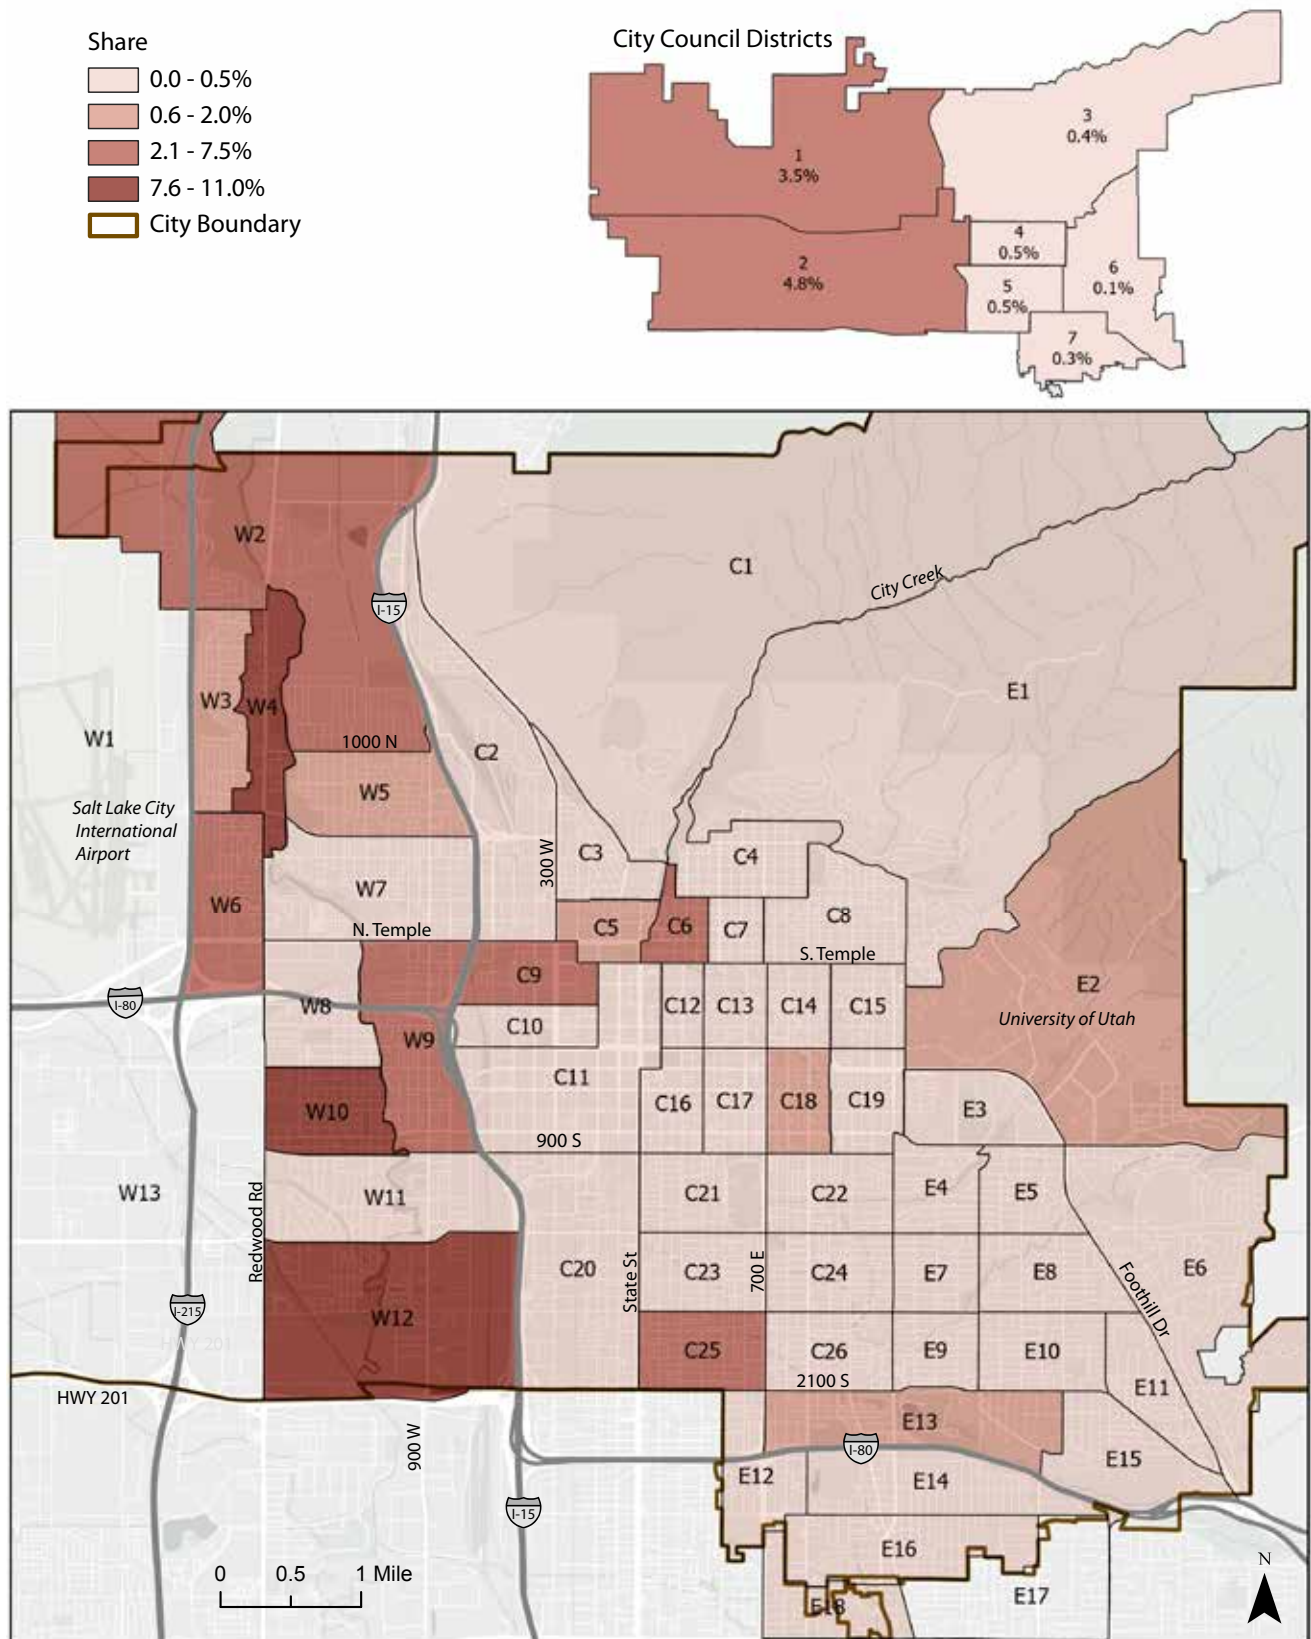 Share
0.0 - 0.5%
0.6 - 2.0%
2.1 - 7.5%
7.6 - 11.0%
City Boundary
City Council Districts
1
3.5%
2
4.8%
3
0.4%
4
0.5%
5
0.5%
6
0.1%
7
0.3%
W2
C1
City Creek
I-15
E1
W3
W4
W1
1000 N
C2
W5
Salt Lake City
International
Airport
300 W
C3
C4
W7
W6
C5
C6
C7
C8
N. Temple
S. Temple
C9
E2
University of Utah
I-80
W8
C12
C13
C14
C15
C10
W9
C11
W10
C16
C17
C18
C19
E3
900 S
W13
Redwood Rd
W11
C21
C22
E4
E5
C20
State St
C23
700 E
C24
E7
E8
Foothill Dr
E6
I-215
HWY 201
W12
C25
C26
E9
E10
2100 S
E11
HWY 201
900 W
E13
I-80
E12
E14
E15
I-15
E16
E17
E18
0 0.5 1 Mile
N